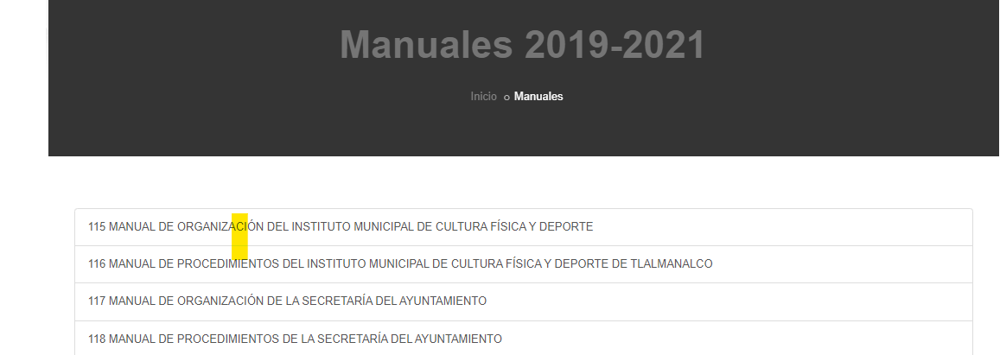 Manuales 2019-2021
Inicio o Manuales
115 MANUAL DE ORGANIZACIÓN DEL INSTITUTO MUNICIPAL DE CULTURA FÍSICA Y DEPORTE
116 MANUAL DE PROCEDIMIENTOS DEL INSTITUTO MUNICIPAL DE CULTURA FÍSICA Y DEPORTE DE TLALMANALCO
117 MANUAL DE ORGANIZACIÓN DE LA SECRETARÍA DEL AYUNTAMIENTO
118 MANUAL DE PROCEDIMIENTOS DE LA SECRETARÍA DEL AYUNTAMIENTO